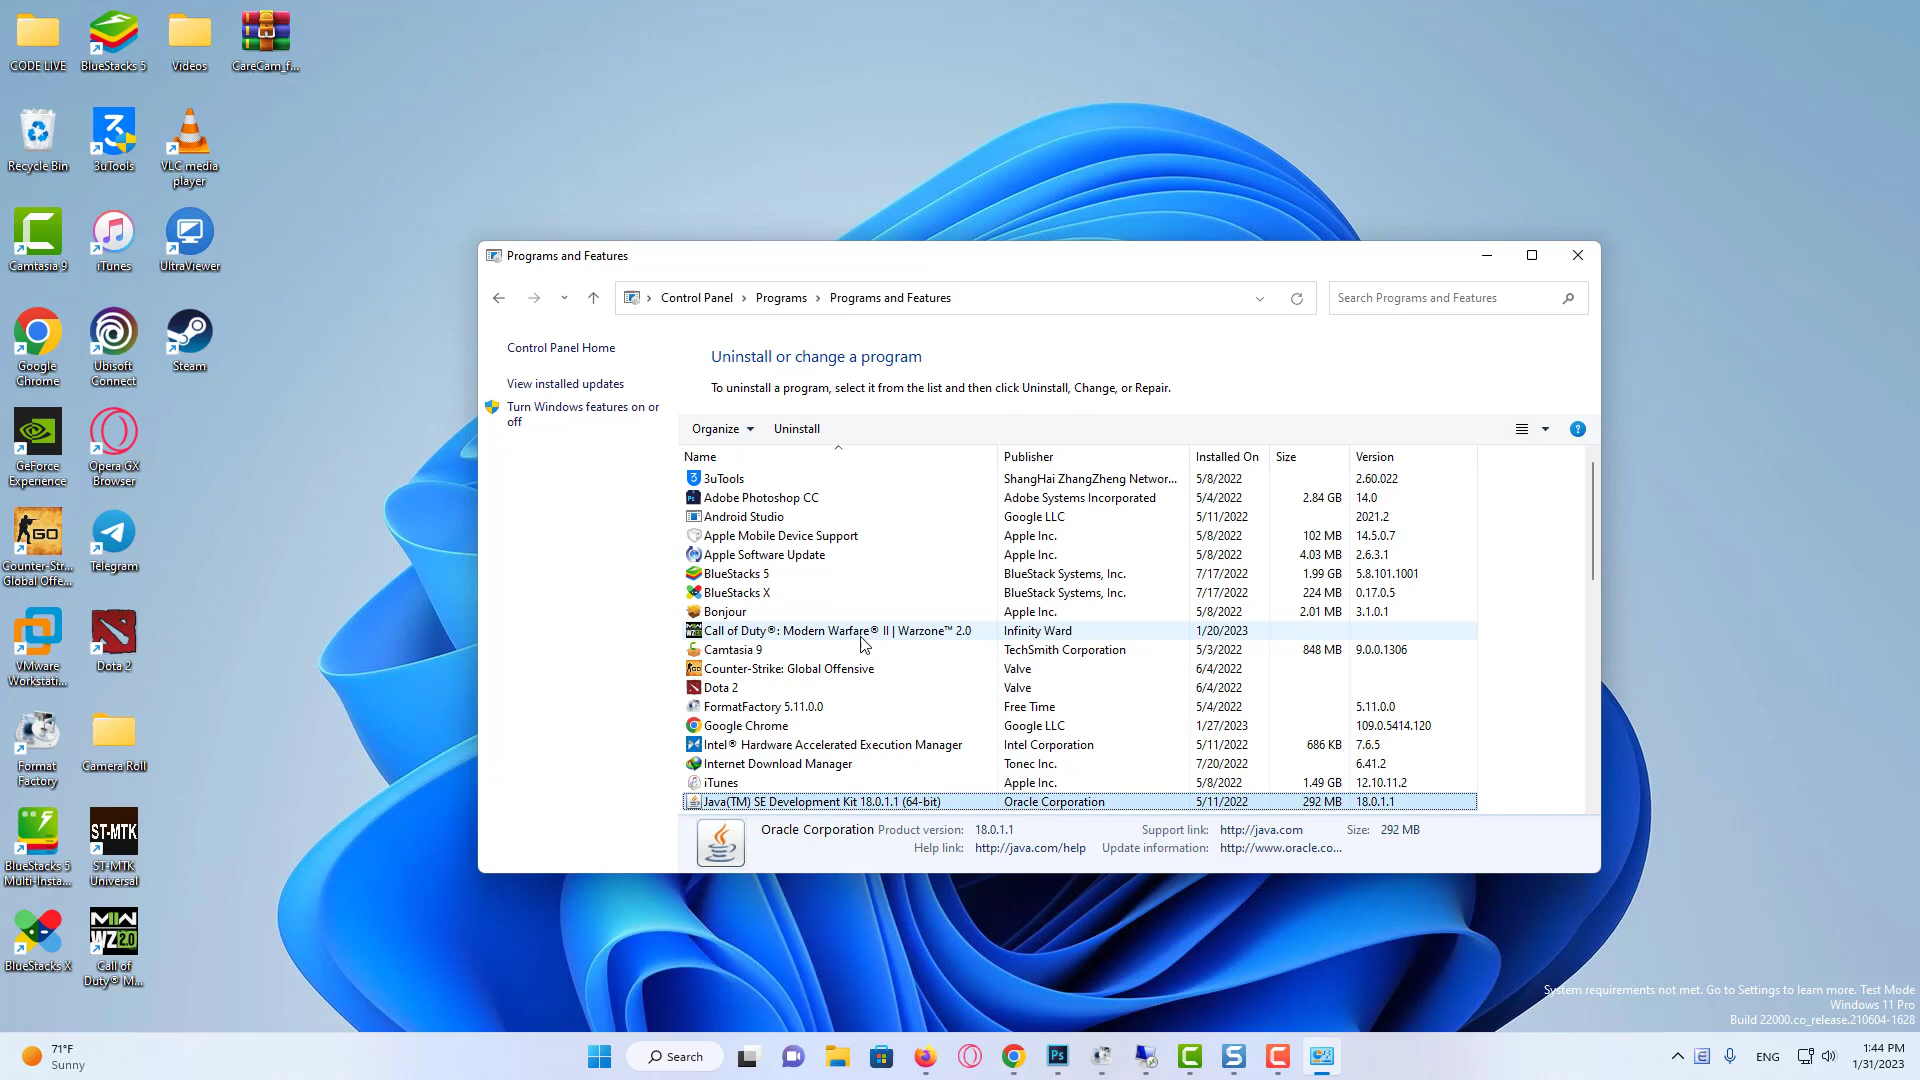 CODE LIVE
BlueStacks 5
Videos
CareCam_f...
Recycle Bin
3uTools
VLC media
player
Camtasia 9
iTunes
UltraViewer
Google
Chrome
Ubisoft
Connect
Steam
GeForce
Experience
Opera GX
Browser
GO
Counter-Str...
Global Offe...
Telegram
VMware
Workstati...
Dota 2
Format
Factory
Camera Roll
BlueStacks 5
Multi-Insta...
ST-MTK
ST-MTK
Universal
BlueStacks X
MW
WZ 2.0
Call of
Duty® M...
Programs and Features
Control Panel > Programs > Programs and Features
Search Programs and Features
Control Panel Home
View installed updates
Turn Windows features on or
off
Uninstall or change a program
To uninstall a program, select it from the list and then click Uninstall, Change, or Repair.
Organize Uninstall
Name Publisher Installed On Size Version
3uTools ShangHai ZhangZheng Networ... 5/8/2022 2.60.022
Adobe Photoshop CC Adobe Systems Incorporated 5/4/2022 2.84 GB 14.0
Android Studio Google LLC 5/11/2022 2021.2
Apple Mobile Device Support Apple Inc. 5/8/2022 102 MB 14.5.0.7
Apple Software Update Apple Inc. 5/8/2022 4.03 MB 2.6.3.1
BlueStacks 5 BlueStack Systems, Inc. 7/17/2022 1.99 GB 5.8.101.1001
BlueStacks X BlueStack Systems, Inc. 7/17/2022 224 MB 0.17.0.5
Bonjour Apple Inc. 5/8/2022 2.01 MB 3.1.0.1
Call of Duty®: Modern Warfare® II | Warzone™ 2.0 Infinity Ward 1/20/2023
Camtasia 9 TechSmith Corporation 5/3/2022 848 MB 9.0.0.1306
Counter-Strike: Global Offensive Valve 6/4/2022
Dota 2 Valve 6/4/2022
FormatFactory 5.11.0.0 Free Time 5/4/2022 5.11.0.0
Google Chrome Google LLC 1/27/2023 109.0.5414.120
Intel® Hardware Accelerated Execution Manager Intel Corporation 5/11/2022 686 KB 7.6.5
Internet Download Manager Tonec Inc. 7/20/2022 6.41.2
iTunes Apple Inc. 5/8/2022 1.49 GB 12.10.11.2
Java(TM) SE Development Kit 18.0.1.1 (64-bit) Oracle Corporation 5/11/2022 292 MB 18.0.1.1
Oracle Corporation Product version: 18.0.1.1 Support link: http://java.com Size: 292 MB
Help link: http://java.com/help Update information: http://www.oracle.co...
System requirements not met. Go to Settings to learn more. Test Mode
Windows 11 Pro
Build 22000.co_release.210604-1628
71°F
Sunny
Search
Ps
ENG
1:44 PM
1/31/2023